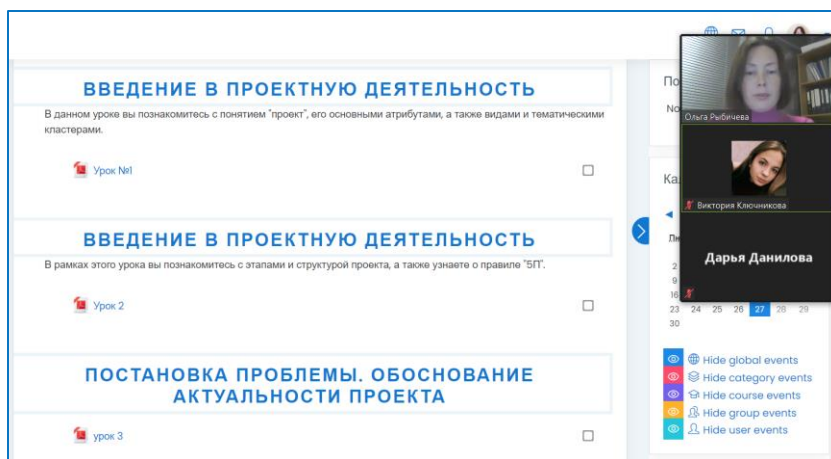 ВВЕДЕНИЕ В ПРОЕКТНУЮ ДЕЯТЕЛЬНОСТЬ
В данном уроке вы познакомитесь с понятием "проект", его основными атрибутами, а также видами и тематическими
кластерами.
Урок №1
ВВЕДЕНИЕ В ПРОЕКТНУЮ ДЕЯТЕЛЬНОСТЬ
В рамках этого урока вы познакомитесь с этапами и структурой проекта, а также узнаете о правиле "5П".
Урок 2
ПОСТАНОВКА ПРОБЛЕМЫ. ОБОСНОВАНИЕ
АКТУАЛЬНОСТИ ПРОЕКТА
урок 3
Ольга Рыбичева
Виктория Ключникова
Дарья Данилова
2
9
16
23 24 25 26 27 28 29
30
Hide global events
Hide category events
Hide course events
Hide group events
Hide user events